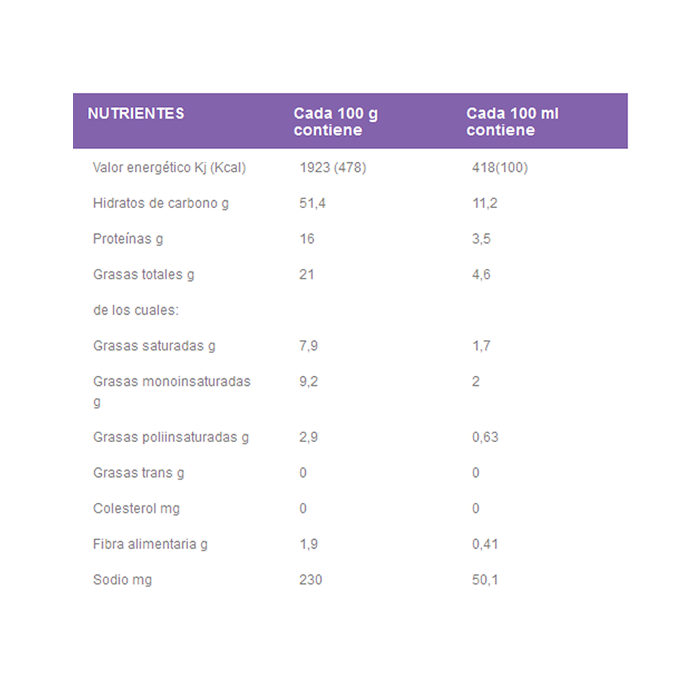 NUTRIENTES Cada 100 g contiene Cada 100 ml contiene
Valor energético Kj (Kcal) 1923 (478) 418(100)
Hidratos de carbono g 51,4 11,2
Proteínas g 16 3,5
Grasas totales g 21 4,6
de los cuales:
Grasas saturadas g 7,9 1,7
Grasas monoinsaturadas g 9,2 2
Grasas poliinsaturadas g 2,9 0,63
Grasas trans g 0 0
Colesterol mg 0 0
Fibra alimentaria g 1,9 0,41
Sodio mg 230 50,1